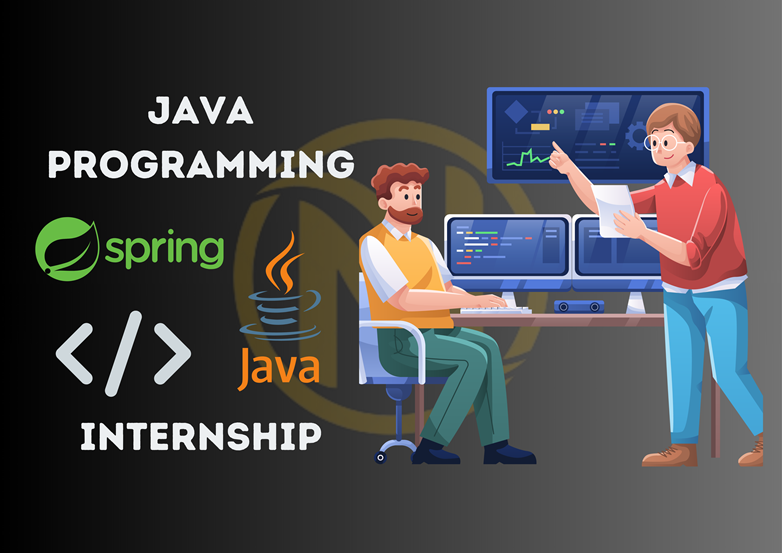 JAVA
PROGRAMMING
spring
</>
Java
INTERNSHIP